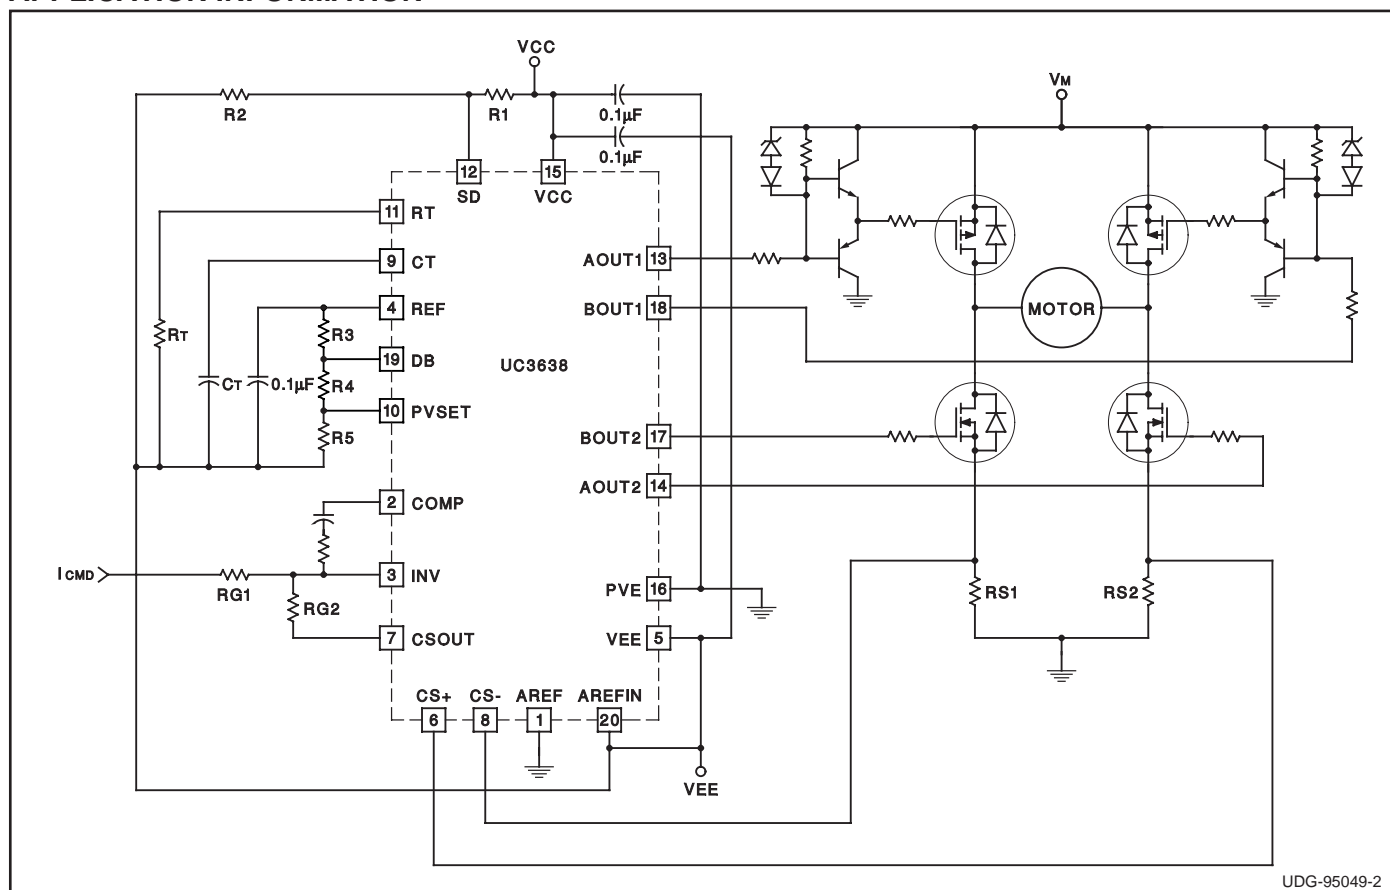 VCC
VM
R2
R1
0.1µF
0.1µF
12
15
SD
VCC
11
RT
9
CT
AOUT1
13
4
REF
BOUT1
18
MOTOR
RT
R3
19
DB
UC3638
CT
0.1µF
R4
10
PVSET
R5
BOUT2
17
AOUT2
14
2
COMP
ICMD
3
INV
RG1
PVE
16
RS1
RS2
RG2
7
CSOUT
VEE
5
CS+
CS-
AREF
AREFIN
6
8
1
20
VEE
UDG-95049-2